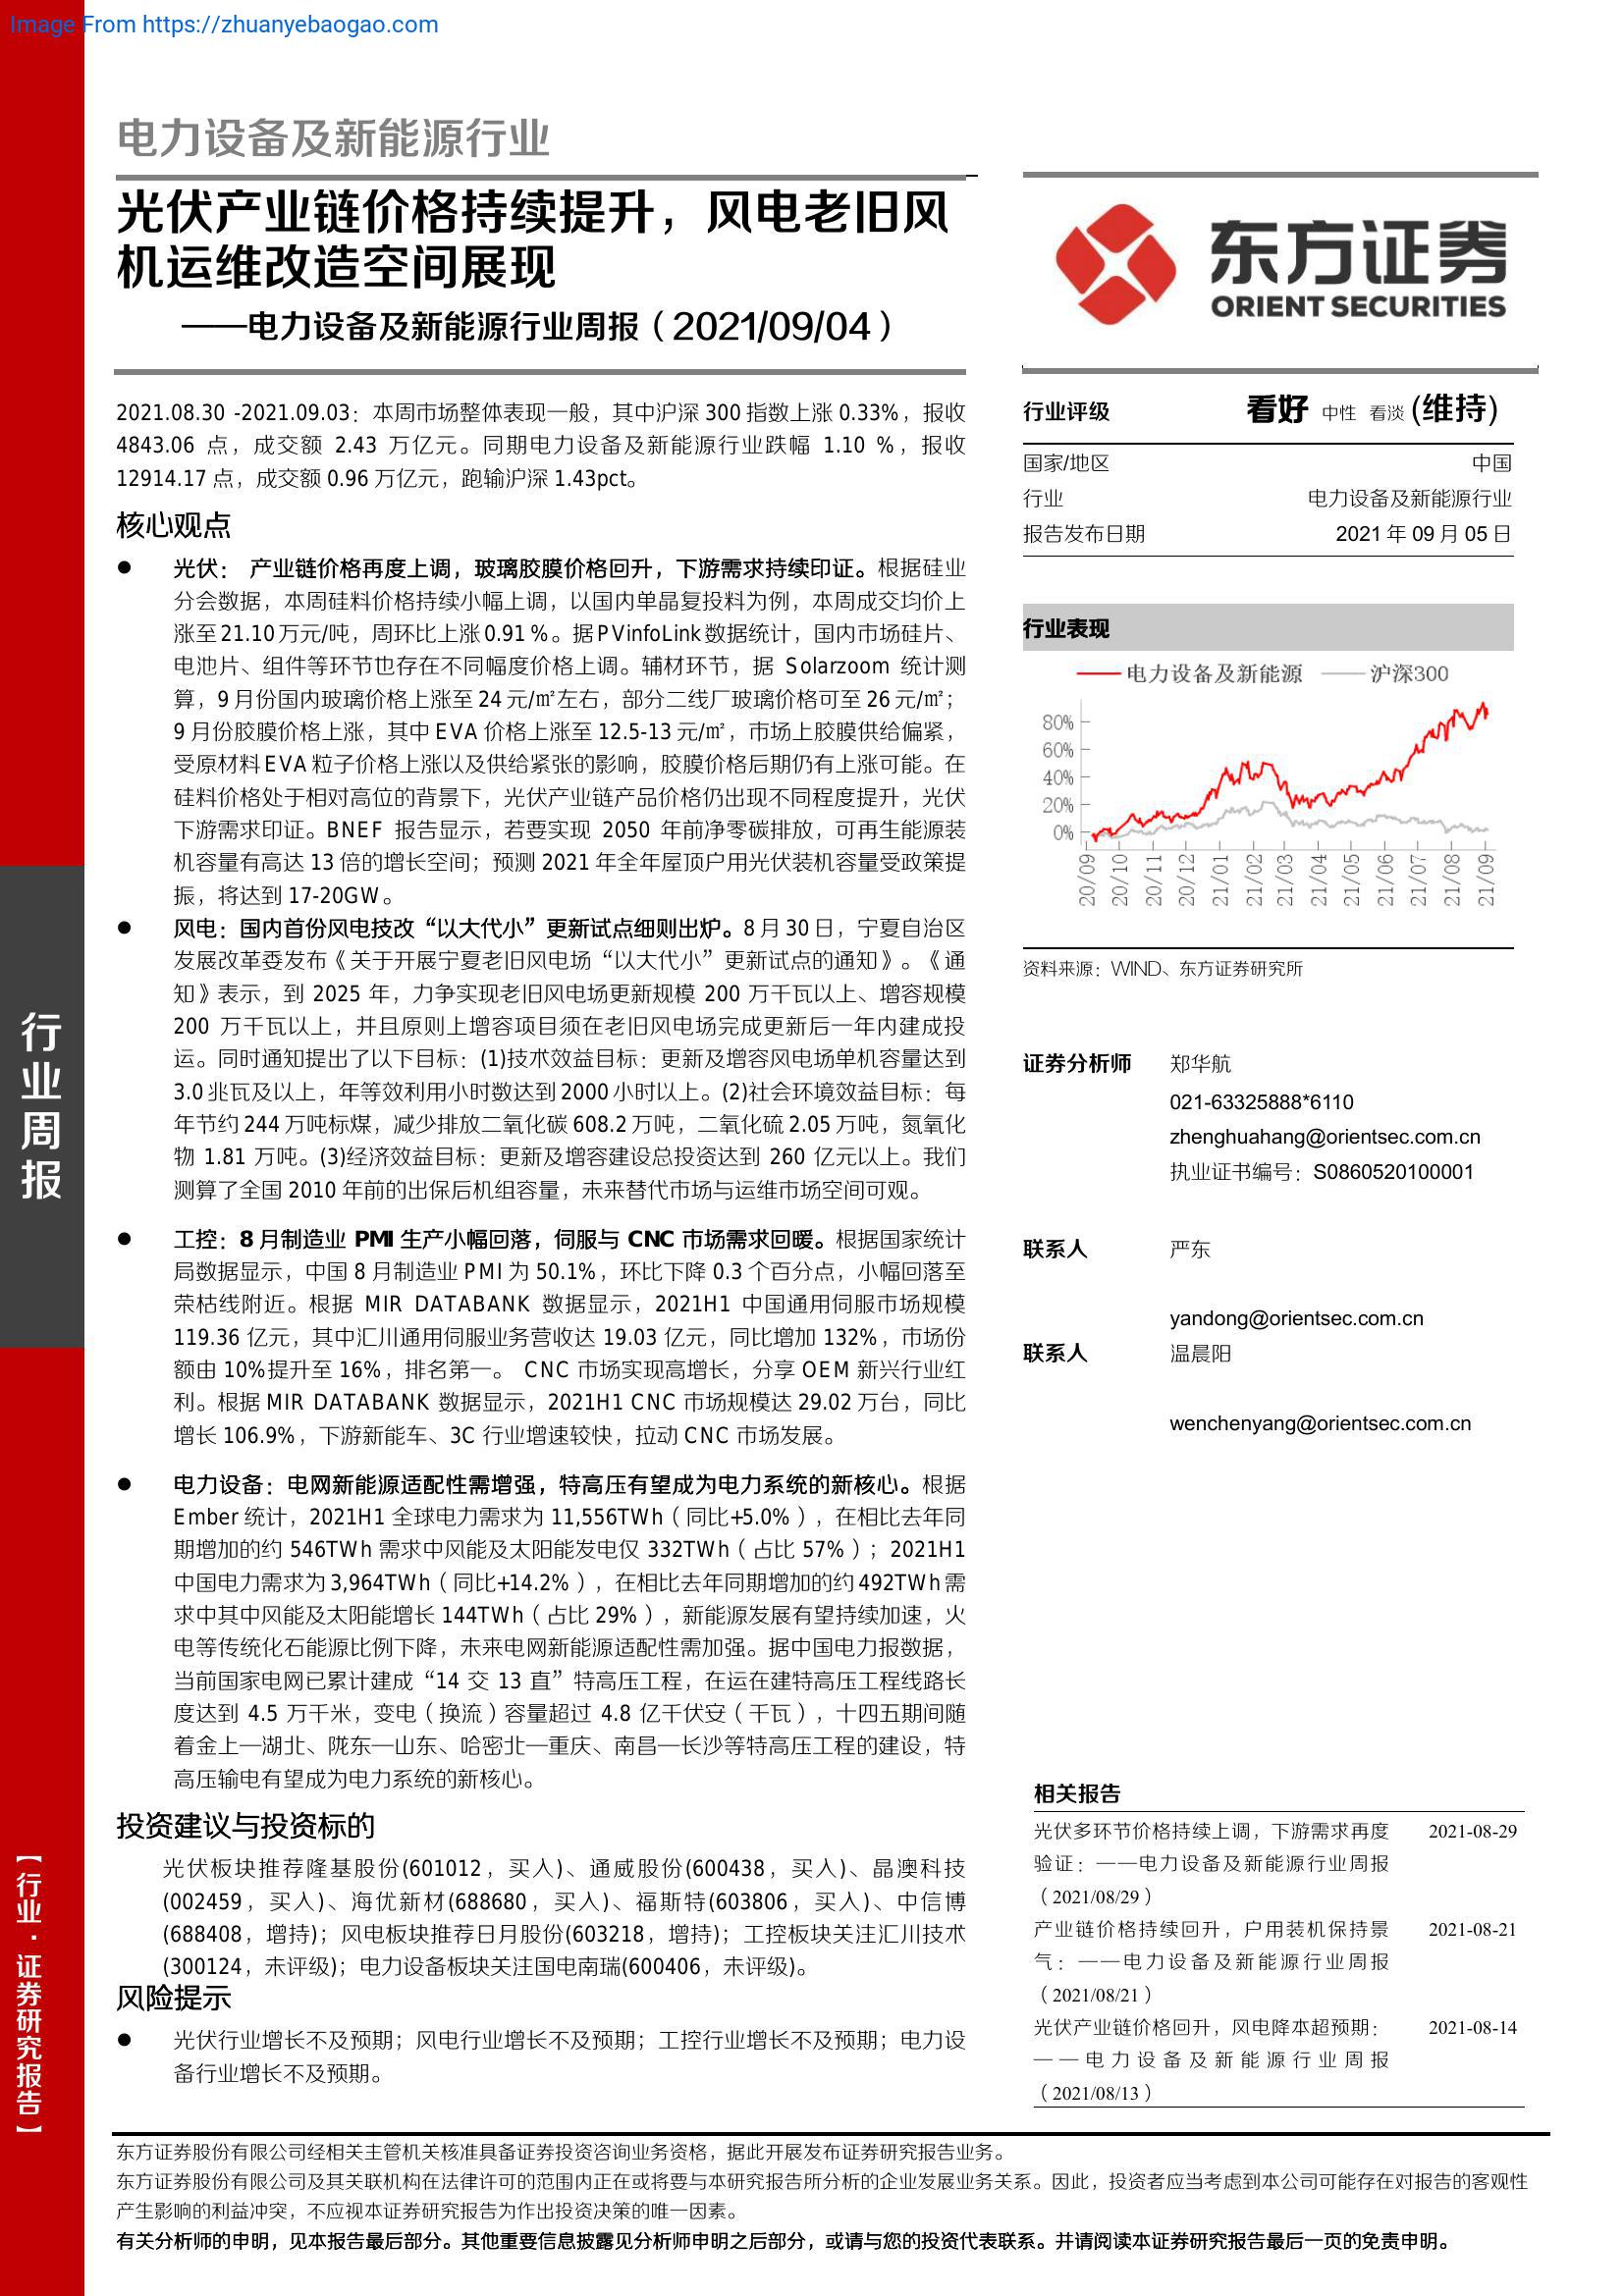 Image From https://zhuanyebaogao.com
电力设备及新能源行业
光伏产业链价格持续提升，风电老旧风
机运维改造空间展现
——电力设备及新能源行业周报（2021/09/04）
2021.08.30 -2021.09.03：本周市场整体表现一般，其中沪深 300 指数上涨 0.33%，报收
4843.06 点，成交额 2.43 万亿元。同期电力设备及新能源行业跌幅 1.10 %，报收
12914.17 点，成交额 0.96 万亿元，跑输沪深 1.43pct。
核心观点
● 光伏： 产业链价格再度上调，玻璃胶膜价格回升，下游需求持续印证。根据硅业
分会数据，本周硅料价格持续小幅上调，以国内单晶复投料为例，本周成交均价上
涨至 21.10 万元/吨，周环比上涨 0.91 %。据 PVinfoLink 数据统计，国内市场硅片、
电池片、组件等环节也存在不同幅度价格上调。辅材环节，据 Solarzoom 统计测
算，9 月份国内玻璃价格上涨至 24 元/㎡左右，部分二线厂玻璃价格可至 26 元/㎡；
9 月份胶膜价格上涨，其中 EVA 价格上涨至 12.5-13 元/㎡，市场上胶膜供给偏紧，
受原材料 EVA 粒子价格上涨以及供给紧张的影响，胶膜价格后期仍有上涨可能。在
硅料价格处于相对高位的背景下，光伏产业链产品价格仍出现不同程度提升，光伏
下游需求印证。BNEF 报告显示，若要实现 2050 年前净零碳排放，可再生能源装
机容量有高达 13 倍的增长空间；预测 2021 年全年屋顶户用光伏装机容量受政策提
振，将达到 17-20GW。
● 风电：国内首份风电技改“以大代小”更新试点细则出炉。8 月 30 日，宁夏自治区
发展改革委发布《关于开展宁夏老旧风电场“以大代小”更新试点的通知》。《通
知》表示，到 2025 年，力争实现老旧风电场更新规模 200 万千瓦以上、增容规模
200 万千瓦以上，并且原则上增容项目须在老旧风电场完成更新后一年内建成投
运。同时通知提出了以下目标：(1)技术效益目标：更新及增容风电场单机容量达到
3.0 兆瓦及以上，年等效利用小时数达到 2000 小时以上。(2)社会环境效益目标：每
年节约 244 万吨标煤，减少排放二氧化碳 608.2 万吨，二氧化硫 2.05 万吨，氮氧化
物 1.81 万吨。(3)经济效益目标：更新及增容建设总投资达到 260 亿元以上。我们
测算了全国 2010 年前的出保后机组容量，未来替代市场与运维市场空间可观。
● 工控：8 月制造业 PMI 生产小幅回落，伺服与 CNC 市场需求回暖。根据国家统计
局数据显示，中国 8 月制造业 PMI 为 50.1%，环比下降 0.3 个百分点，小幅回落至
荣枯线附近。根据 MIR DATABANK 数据显示，2021H1 中国通用伺服市场规模
119.36 亿元，其中汇川通用伺服业务营收达 19.03 亿元，同比增加 132%，市场份
额由 10%提升至 16%，排名第一。 CNC 市场实现高增长，分享 OEM 新兴行业红
利。根据 MIR DATABANK 数据显示，2021H1 CNC 市场规模达 29.02 万台，同比
增长 106.9%，下游新能车、3C 行业增速较快，拉动 CNC 市场发展。
● 电力设备：电网新能源适配性需增强，特高压有望成为电力系统的新核心。根据
Ember 统计，2021H1 全球电力需求为 11,556TWh（同比+5.0%），在相比去年同
期增加的约 546TWh 需求中风能及太阳能发电仅 332TWh（占比 57%）；2021H1
中国电力需求为 3,964TWh（同比+14.2%），在相比去年同期增加的约 492TWh 需
求中其中风能及太阳能增长 144TWh（占比 29%），新能源发展有望持续加速，火
电等传统化石能源比例下降，未来电网新能源适配性需加强。据中国电力报数据，
当前国家电网已累计建成“14 交 13 直”特高压工程，在运在建特高压工程线路长
度达到 4.5 万千米，变电（换流）容量超过 4.8 亿千伏安（千瓦），十四五期间随
着金上—湖北、陇东—山东、哈密北—重庆、南昌—长沙等特高压工程的建设，特
高压输电有望成为电力系统的新核心。
投资建议与投资标的
光伏板块推荐隆基股份(601012，买入)、通威股份(600438，买入)、晶澳科技
(002459，买入)、海优新材(688680，买入)、福斯特(603806，买入)、中信博
(688408，增持)；风电板块推荐日月股份(603218，增持)；工控板块关注汇川技术
(300124，未评级)；电力设备板块关注国电南瑞(600406，未评级)。
风险提示
● 光伏行业增长不及预期；风电行业增长不及预期；工控行业增长不及预期；电力设
备行业增长不及预期。
东方证券
ORIENT SECURITIES
行业评级 看好 中性 看淡 (维持)
国家/地区 中国
行业 电力设备及新能源行业
报告发布日期 2021 年 09 月 05 日
行业表现
电力设备及新能源 沪深300
80%
60%
40%
20%
0%
20/09 20/10 20/11 20/12 21/01 21/02 21/03 21/04 21/05 21/06 21/07 21/08 21/09
资料来源：WIND、东方证券研究所
证券分析师 郑华航
021-63325888*6110
zhenghuahang@orientsec.com.cn
执业证书编号：S0860520100001
联系人 严东
yandong@orientsec.com.cn
联系人 温晨阳
wenchenyang@orientsec.com.cn
相关报告
光伏多环节价格持续上调，下游需求再度 2021-08-29
验证：——电力设备及新能源行业周报
（2021/08/29）
产业链价格持续回升，户用装机保持景 2021-08-21
气：——电力设备及新能源行业周报
（2021/08/21）
光伏产业链价格回升，风电降本超预期： 2021-08-14
——电力设备及新能源行业周报
（2021/08/13）
行业周报
【行业·证券研究报告】
东方证券股份有限公司经相关主管机关核准具备证券投资咨询业务资格，据此开展发布证券研究报告业务。
东方证券股份有限公司及其关联机构在法律许可的范围内正在或将要与本研究报告所分析的企业发展业务关系。因此，投资者应当考虑到本公司可能存在对报告的客观性
产生影响的利益冲突，不应视本证券研究报告为作出投资决策的唯一因素。
有关分析师的申明，见本报告最后部分。其他重要信息披露见分析师申明之后部分，或请与您的投资代表联系。并请阅读本证券研究报告最后一页的免责申明。